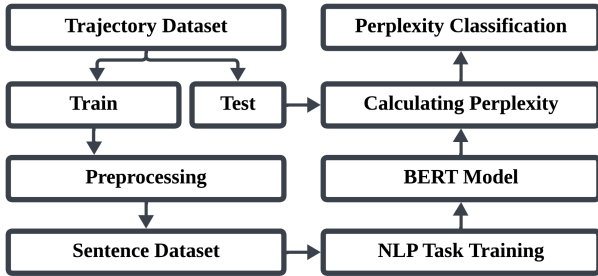 Trajectory Dataset
Perplexity Classification
Train
Test
Calculating Perplexity
Preprocessing
BERT Model
Sentence Dataset
NLP Task Training